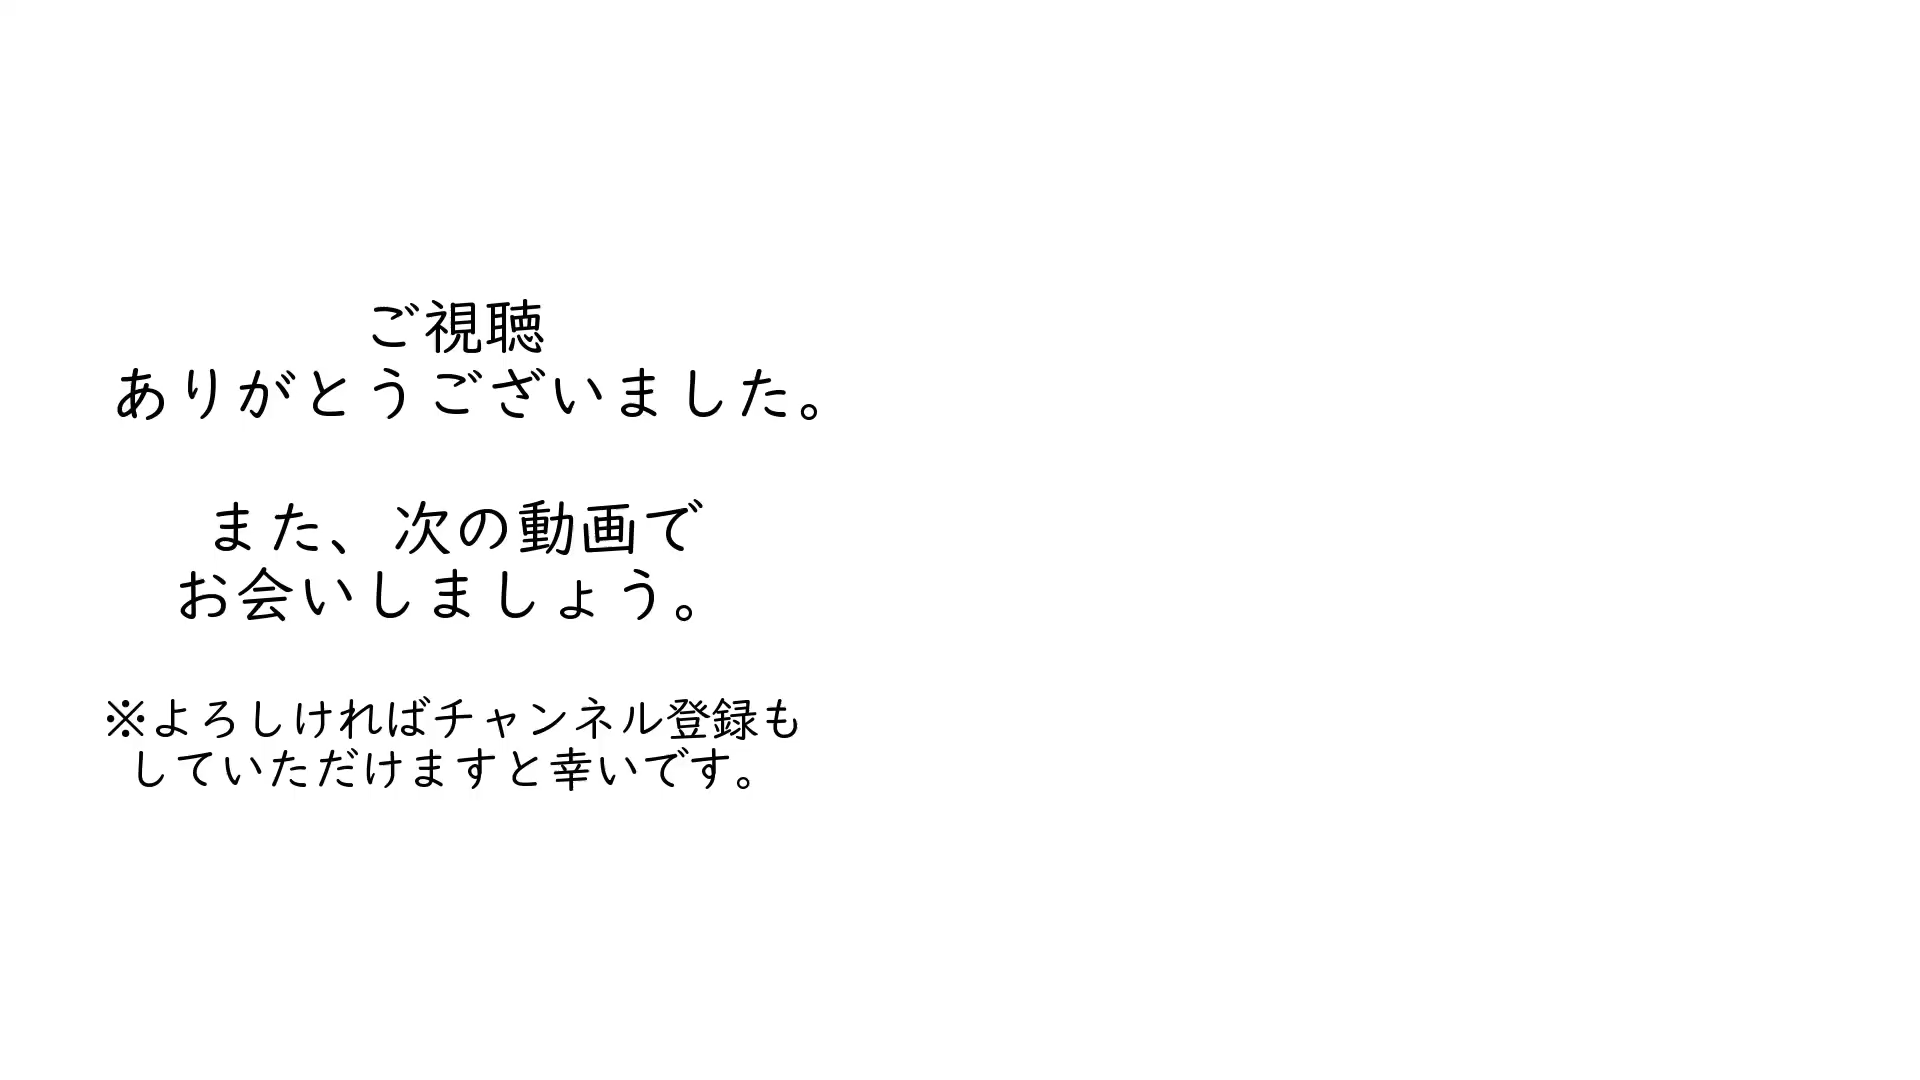 ご視聴
ありがとうございました。
また、次の動画で
お会いしましょう。
※よろしければチャンネル登録も
していただけますと幸いです。